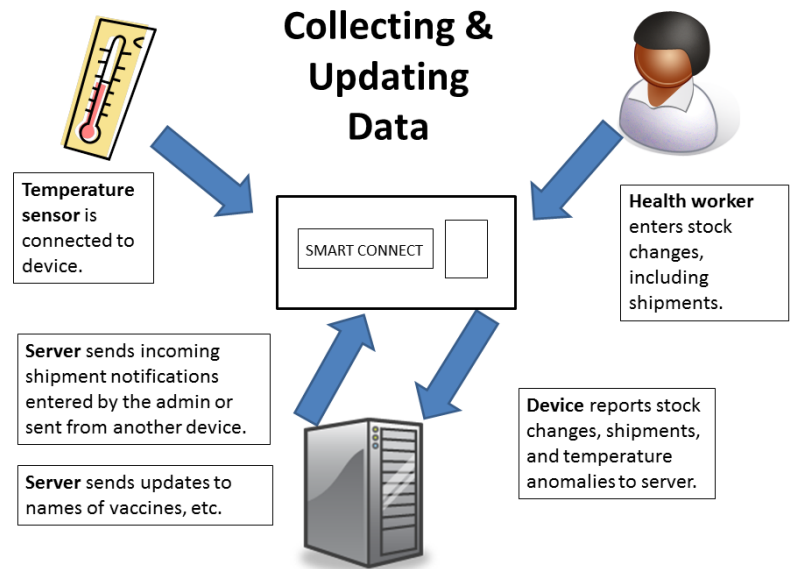 Collecting &
Updating
Data
Temperature
sensor is
connected to
device.
Health worker
enters stock
changes,
including
shipments.
SMART CONNECT
Server sends incoming
shipment notifications
entered by the admin or
sent from another device.
Server sends updates to
names of vaccines, etc.
Device reports stock
changes, shipments,
and temperature
anomalies to server.